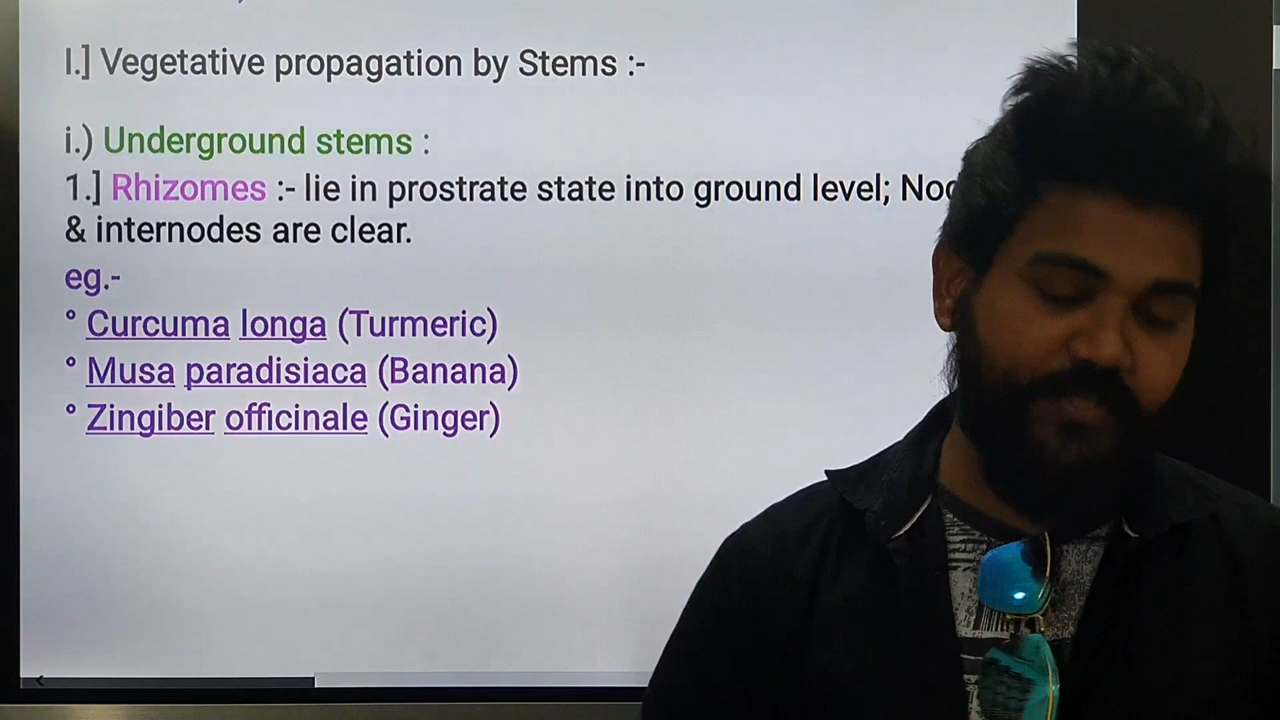 I.] Vegetative propagation by Stems :-
i.) Underground stems :
1.] Rhizomes :- lie in prostrate state into ground level;
& internodes are clear.
eg.-
° Curcuma longa (Turmeric)
° Musa paradisiaca (Banana)
° Zingiber officinale (Ginger)